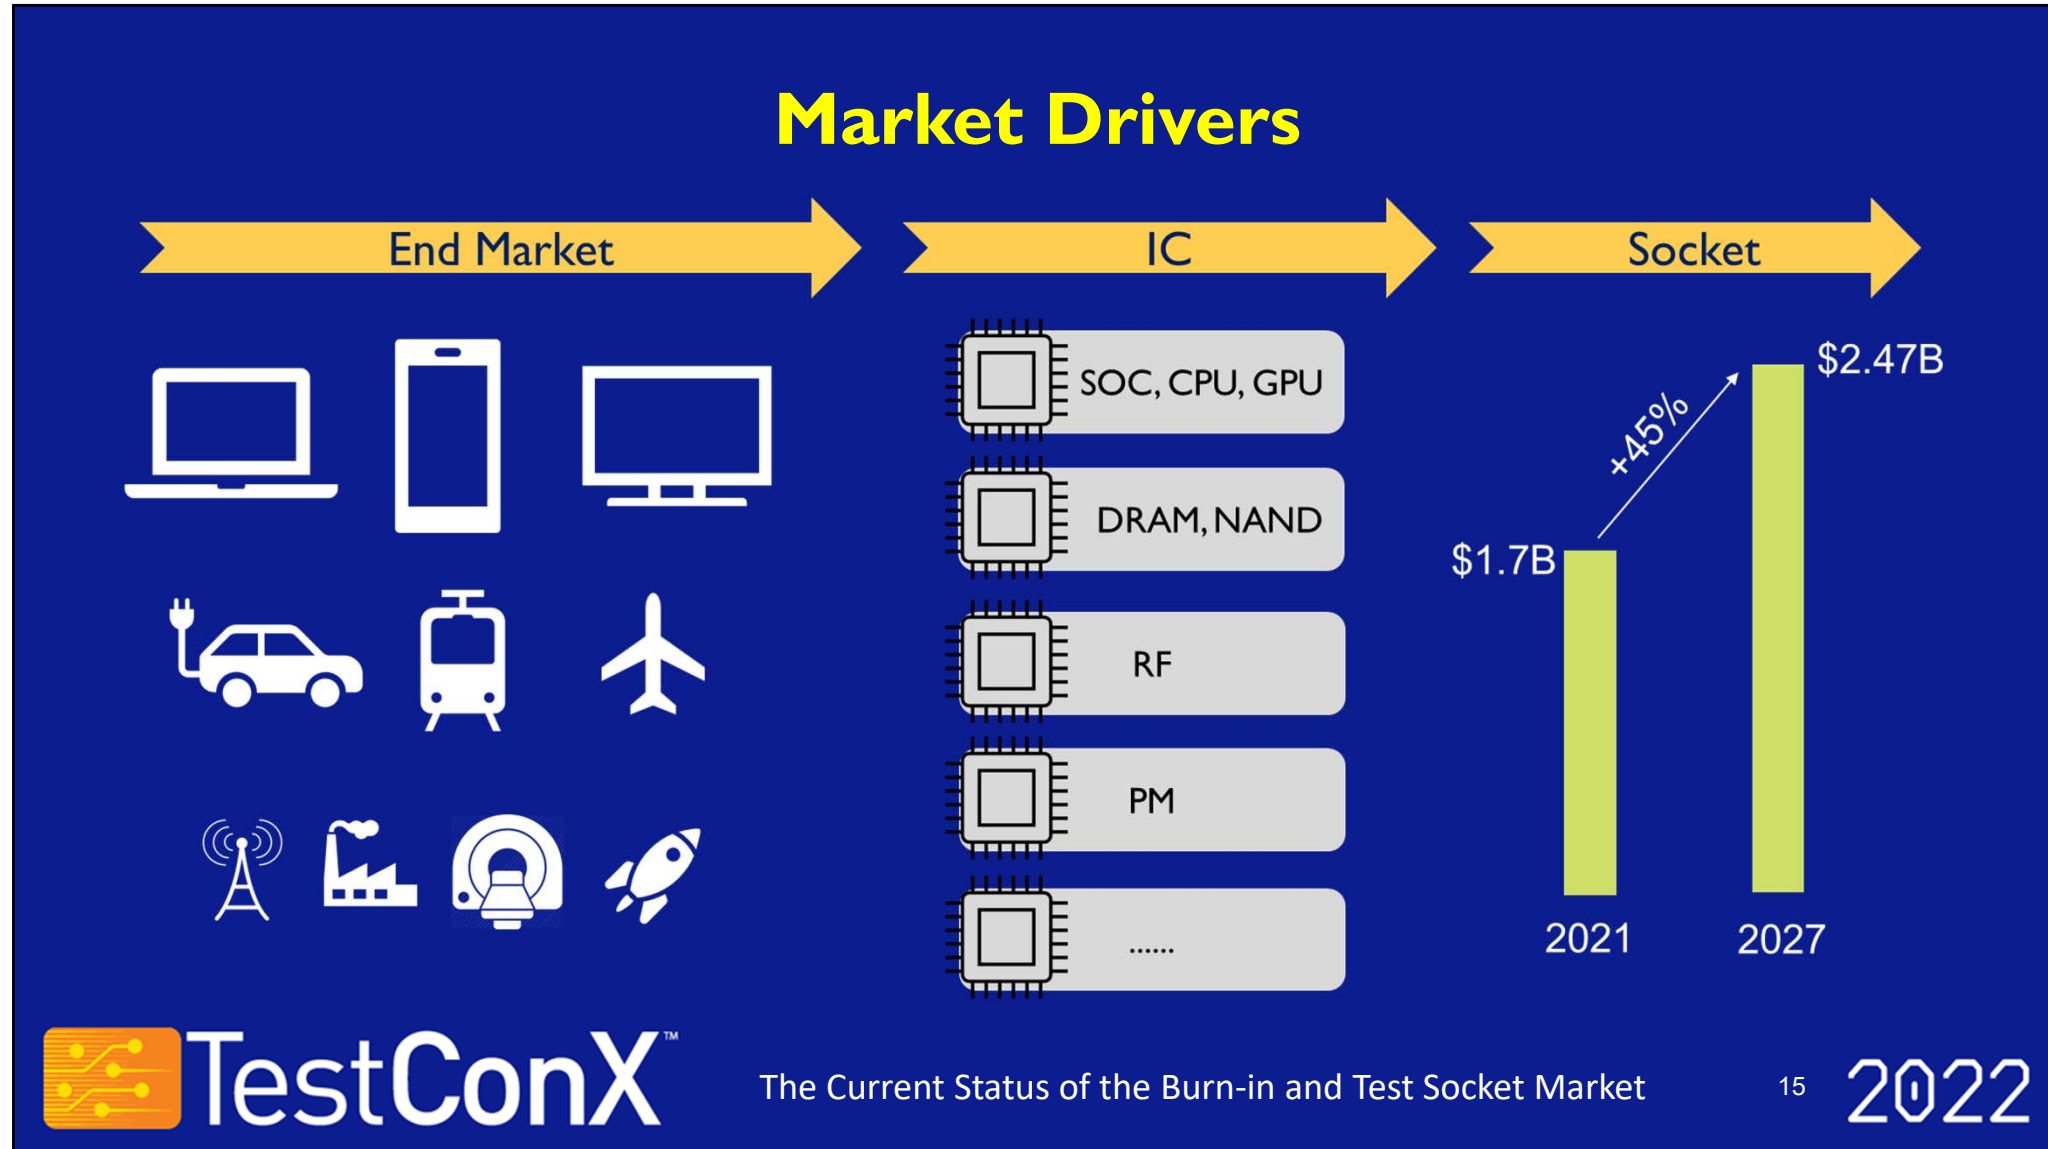 Market Drivers
End Market
IC
Socket
SOC, CPU, GPU
DRAM, NAND
RF
PM
......
$2.47B
+45%
$1.7B
2021
2027
TestConX™
The Current Status of the Burn-in and Test Socket Market
15
2022